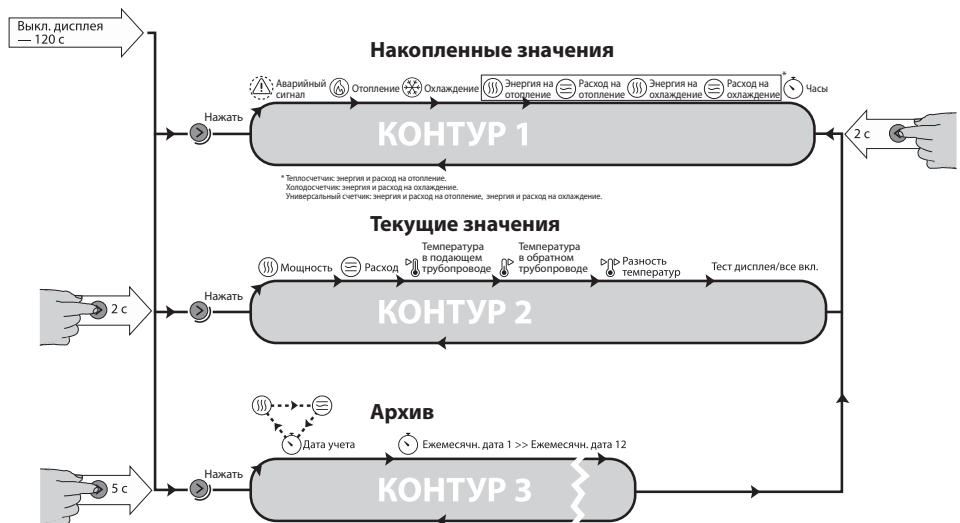 Выкл. дисплея
— 120 с
Накопленные значения
Аварийный
сигнал
Отопление
Охлаждение
Энергия на
отопление
Расход на
отопление
Энергия на
охлаждение
Расход на
охлаждение
*
Часы
Нажать
КОНТУР 1
2 с
* Теплосчетчик: энергия и расход на отопление.
Холодосчетчик: энергия и расход на охлаждение.
Универсальный счетчик: энергия и расход на отопление, энергия и расход на охлаждение.
Текущие значения
Мощность
Расход
Температура
в подающем
трубопроводе
Температура
в обратном
трубопроводе
Разность
температур
Тест дисплея/все вкл.
Нажать
КОНТУР 2
2 с
Архив
Дата учета
Ежемесячн. дата 1 >> Ежемесячн. дата 12
Нажать
КОНТУР 3
5 с